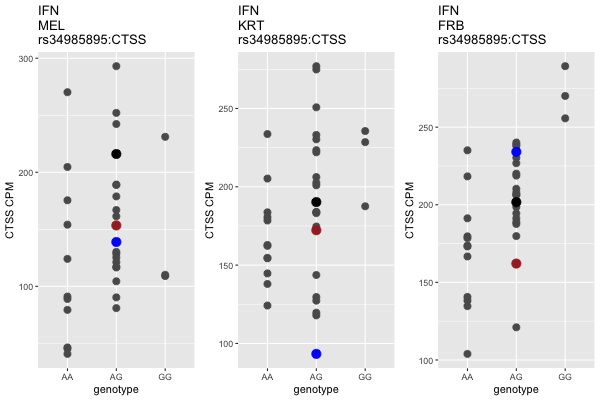 IFN
MEL
rs34985895:CTSS
300
200
100
CTSS CPM
AA AG GG
genotype
IFN
KRT
rs34985895:CTSS
250
200
150
100
CTSS CPM
AA AG GG
genotype
IFN
FRB
rs34985895:CTSS
250
200
150
100
CTSS CPM
AA AG GG
genotype